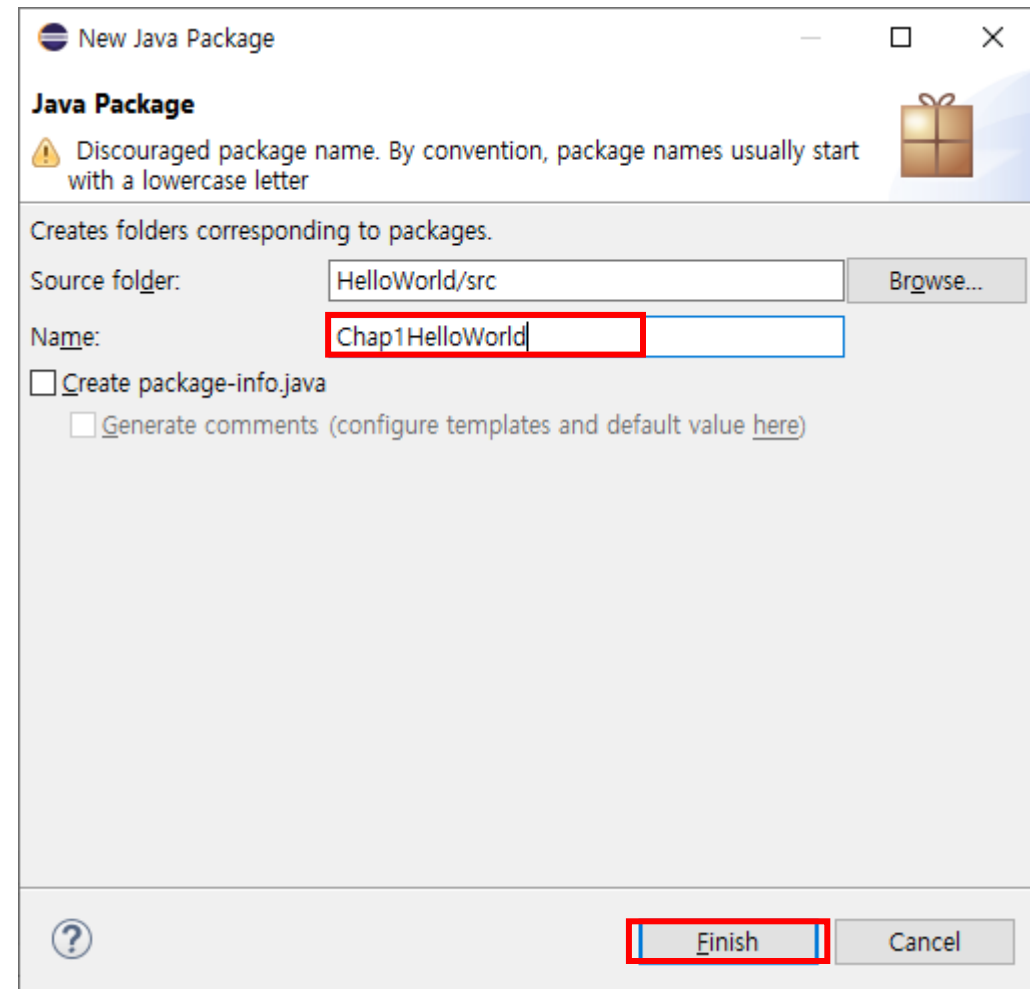 New Java Package
Java Package
Discouraged package name. By convention, package names usually start
with a lowercase letter
Creates folders corresponding to packages.
Source folder: HelloWorld/src Browse...
Name: Chap1HelloWorld
Create package-info.java
Generate comments (configure templates and default value here)
? Finish Cancel